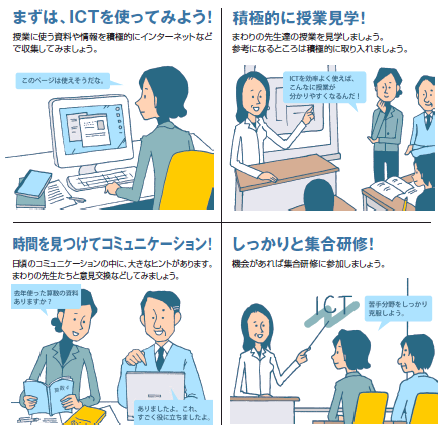 まずは、ICTを使ってみよう!
授業に使う資料や情報を積極的にインターネットなど
で収集してみましょう。
このページは使えそうだな。
積極的に授業見学!
まわりの先生達の授業を見学しましょう。
参考になるところは積極的に取り入れましょう。
ICTを効率よく使えば、
こんなに授業が
分かりやすくなるんだ!
時間を見つけてコミュニケーション!
日頃のコミュニケーションの中に、大きなヒントがあります。
まわりの先生たちと意見交換などしてみましょう。
去年使った算数の資料
ありますか?
ありましたよ、これ、
すごく役に立ちましたよ。
しっかりと集合研修!
機会があれば集合研修に参加しましょう。
ICT
苦手分野をしっかり
克服しよう。